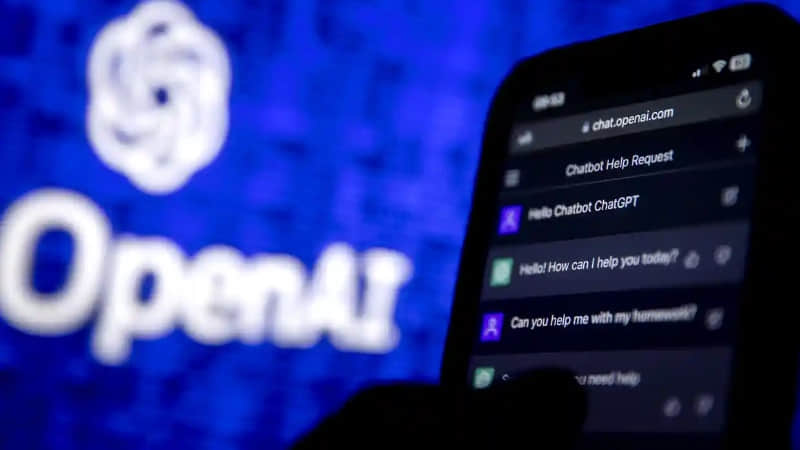 OpenAI
chat.openai.com
Chatbot Help Request
Hello Chatbot ChatGPT
Hello! How can I help you today?
Can you help me with my homework?
you need help